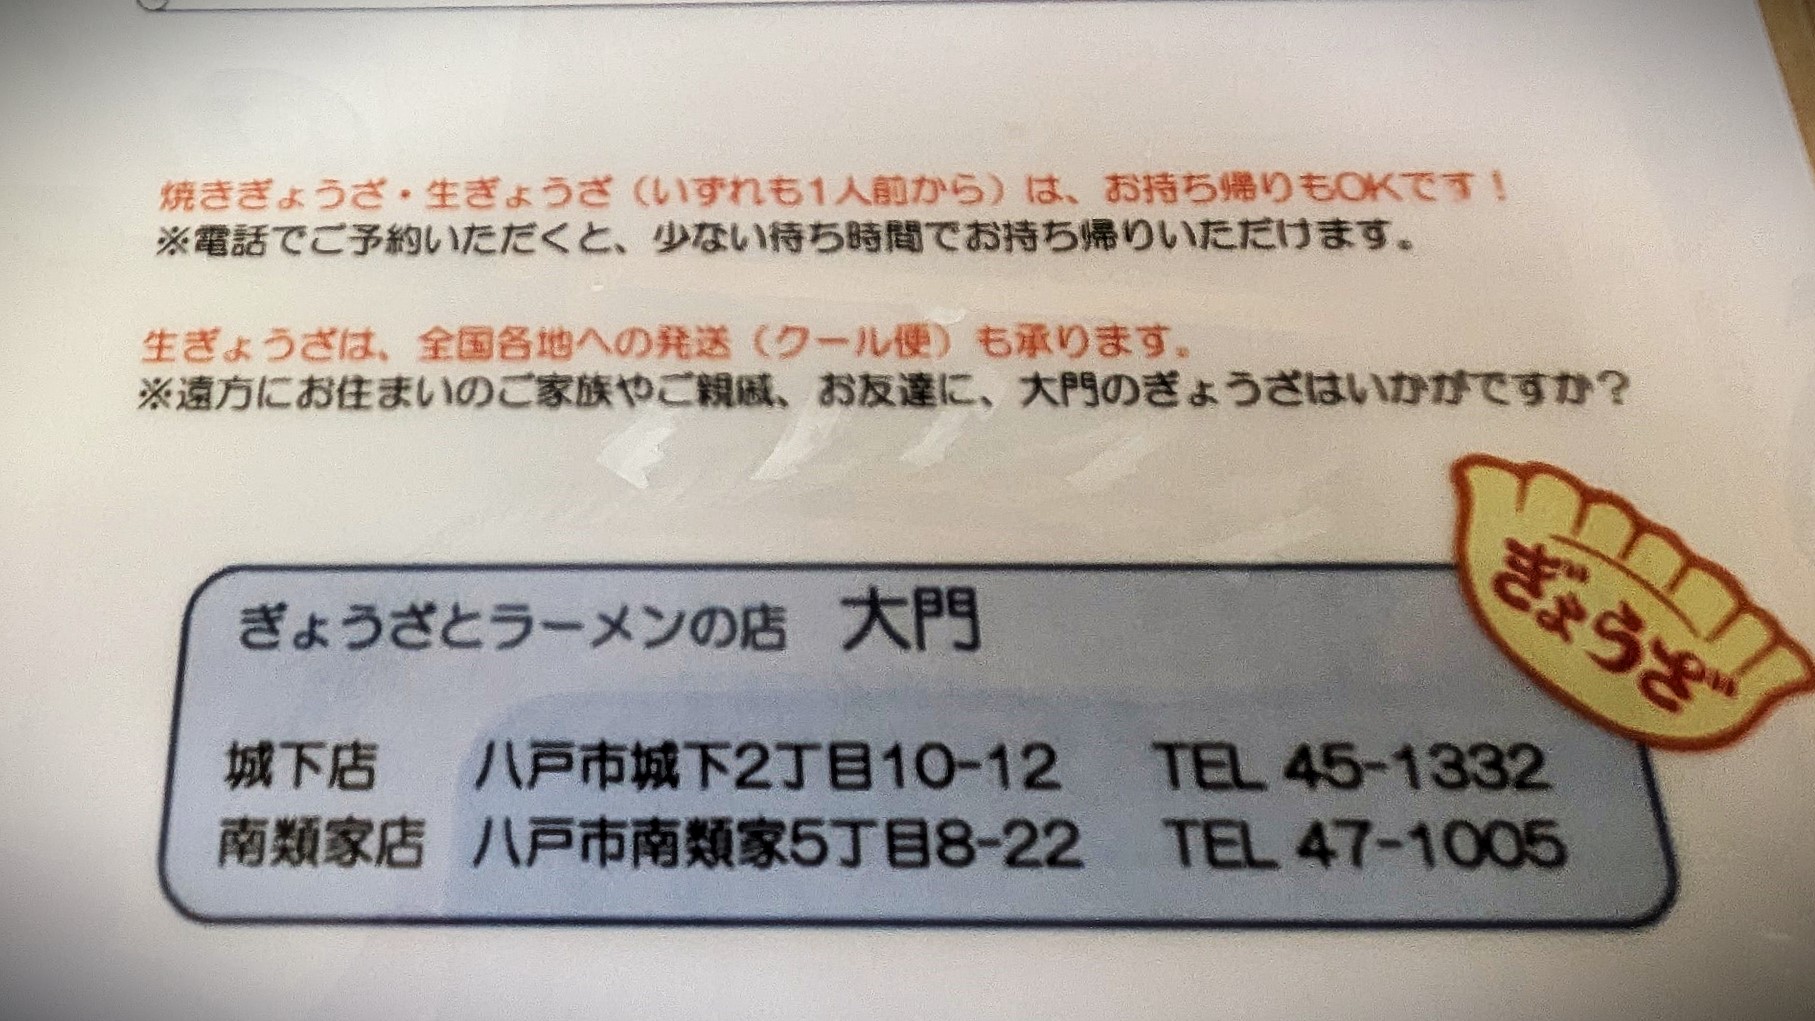 焼きぎょうざ・生ぎょうざ（いずれも1人前から）は、お持ち帰りもOKです！
※電話でご予約いただくと、少ない待ち時間でお持ち帰りいただけます。
生ぎょうざは、全国各地への発送（クール便）も承ります。
※遠方にお住まいのご家族やご親戚、お友達に、大門のぎょうざはいかがですか？
ぎょうざ
ぎょうざとラーメンの店　大門
城下店　八戸市城下2丁目10-12　TEL 45-1332
南類家店　八戸市南類家5丁目8-22　TEL 47-1005